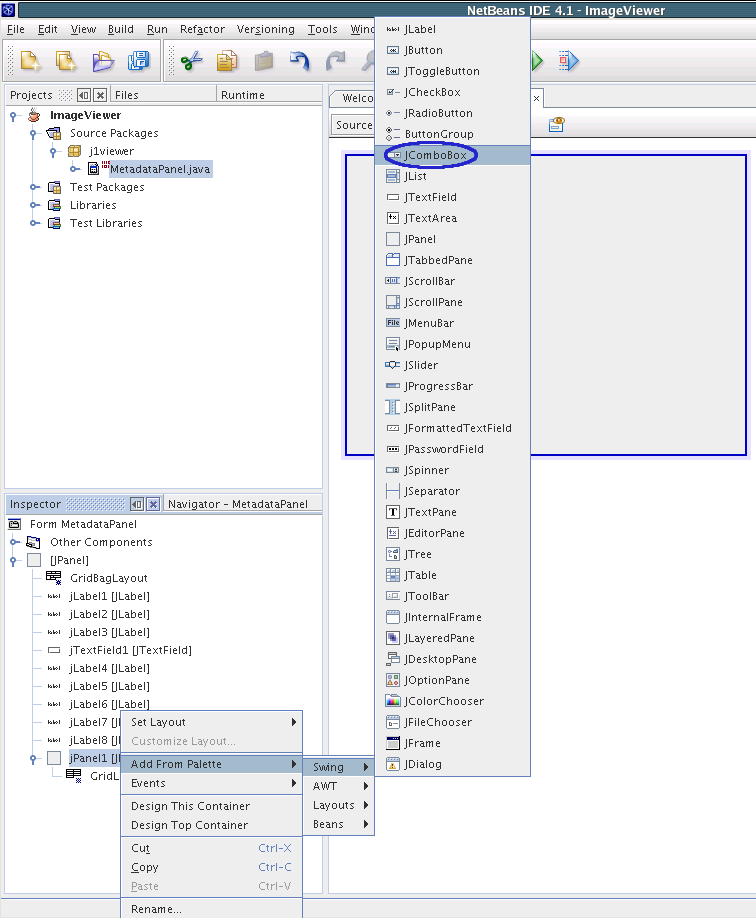 NetBeans IDE 4.1 - ImageViewer
File Edit View Build Run Refactor Versioning Tools Wind
Projects Files Runtime
ImageViewer
Source Packages
j1viewer
MetadataPanel.java
Test Packages
Libraries
Test Libraries
Welco
Source
JLabel
JButton
JToggleButton
JCheckBox
JRadioButton
ButtonGroup
JComboBox
JList
JTextField
JTextArea
JPanel
JTabbedPane
JScrollBar
JScrollPane
JMenuBar
JPopupMenu
JSlider
JProgressBar
JSplitPane
JFormattedTextField
JPasswordField
JSpinner
JSeparator
JTextPane
JEditorPane
JTree
JTable
JToolBar
JInternalFrame
JLayeredPane
JDesktopPane
JOptionPane
JColorChooser
JFileChooser
JFrame
JDialog
Inspector Navigator - MetadataPanel
Form MetadataPanel
Other Components
[JPanel]
GridBagLayout
jLabel1 [JLabel]
jLabel2 [JLabel]
jLabel3 [JLabel]
jTextField1 [JTextField]
jLabel4 [JLabel]
jLabel5 [JLabel]
jLabel6 [JLabel]
jLabel7 [J
jLabel8 [J
jPanel1 [J
GridL
Set Layout
Customize Layout...
Add From Palette
Events
Design This Container
Design Top Container
Cut Ctrl-X
Copy Ctrl-C
Paste Ctrl-V
Rename...
Swing
AWT
Layouts
Beans